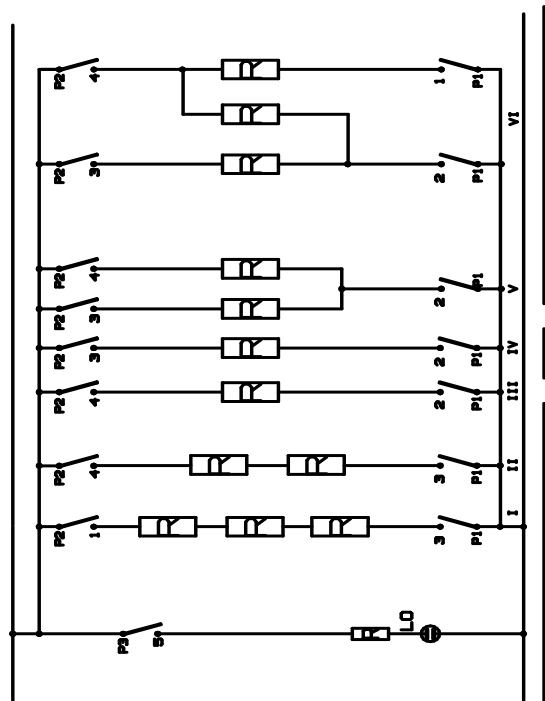 P2 4 R 1 P1
R
P2 3 R 2 P1
VI
P2 4 R
P2 3 R 2 P1 V
P2 3 R 2 P1 IV
P2 4 R 2 P1 III
P2 4 R R 3 P1 II
P2 1 R R R 3 P1 I
P3 5 R LO